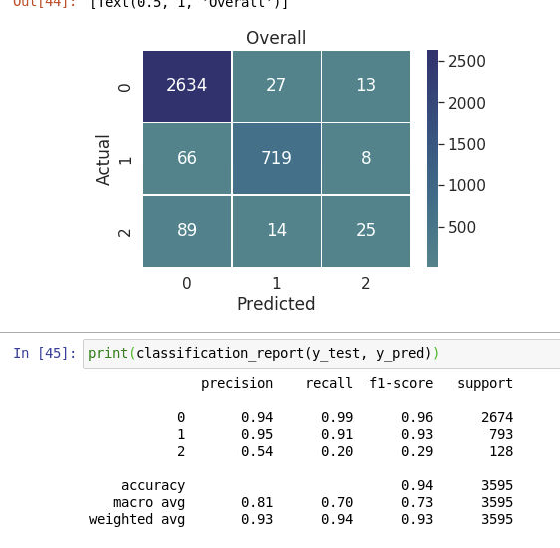 Out[44]: [Text(0.5, 1, 'Overall')]
Overall
0 2634 27 13
1 66 719 8
2 89 14 25
Actual
0 1 2
Predicted
2500
2000
1500
1000
500
In [45]: print(classification_report(y_test, y_pred))
precision recall f1-score support
0 0.94 0.99 0.96 2674
1 0.95 0.91 0.93 793
2 0.54 0.20 0.29 128
accuracy 0.94 3595
macro avg 0.81 0.70 0.73 3595
weighted avg 0.93 0.94 0.93 3595